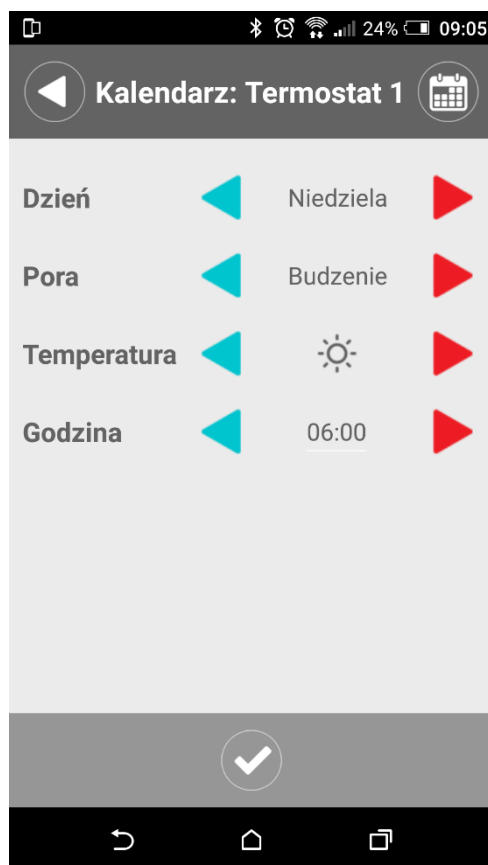 24% 09:05
Kalendarz: Termostat 1
Dzień Niedziela
Pora Budzenie
Temperatura
Godzina 06:00